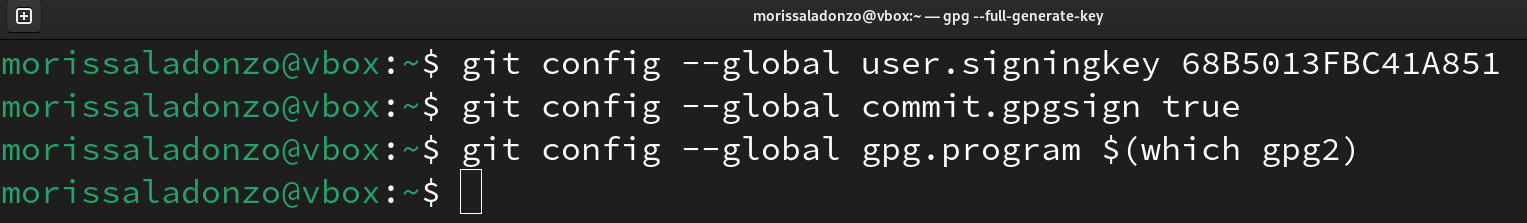 morissaladonzo@vbox:~ — gpg --full-generate-key
morissaladonzo@vbox:~$ git config --global user.signingkey 68B5013FBC41A851
morissaladonzo@vbox:~$ git config --global commit.gpgsign true
morissaladonzo@vbox:~$ git config --global gpg.program $(which gpg2)
morissaladonzo@vbox:~$